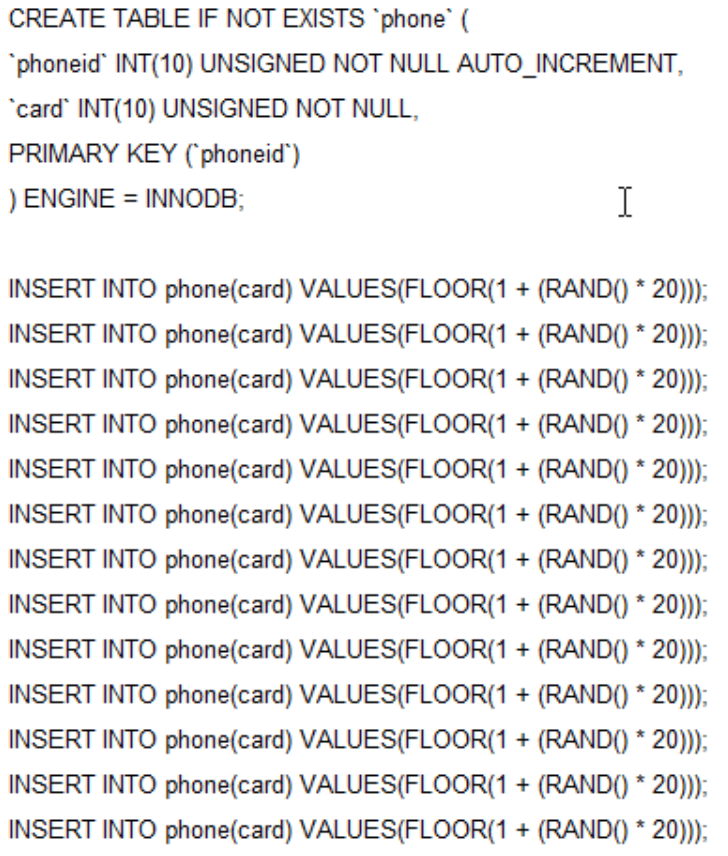 CREATE TABLE IF NOT EXISTS `phone` (
`phoneid` INT(10) UNSIGNED NOT NULL AUTO_INCREMENT,
`card` INT(10) UNSIGNED NOT NULL,
PRIMARY KEY (`phoneid`)
) ENGINE = INNODB;
INSERT INTO phone(card) VALUES(FLOOR(1 + (RAND() * 20)));
INSERT INTO phone(card) VALUES(FLOOR(1 + (RAND() * 20)));
INSERT INTO phone(card) VALUES(FLOOR(1 + (RAND() * 20)));
INSERT INTO phone(card) VALUES(FLOOR(1 + (RAND() * 20)));
INSERT INTO phone(card) VALUES(FLOOR(1 + (RAND() * 20)));
INSERT INTO phone(card) VALUES(FLOOR(1 + (RAND() * 20)));
INSERT INTO phone(card) VALUES(FLOOR(1 + (RAND() * 20)));
INSERT INTO phone(card) VALUES(FLOOR(1 + (RAND() * 20)));
INSERT INTO phone(card) VALUES(FLOOR(1 + (RAND() * 20)));
INSERT INTO phone(card) VALUES(FLOOR(1 + (RAND() * 20)));
INSERT INTO phone(card) VALUES(FLOOR(1 + (RAND() * 20)));
INSERT INTO phone(card) VALUES(FLOOR(1 + (RAND() * 20)));
INSERT INTO phone(card) VALUES(FLOOR(1 + (RAND() * 20)));